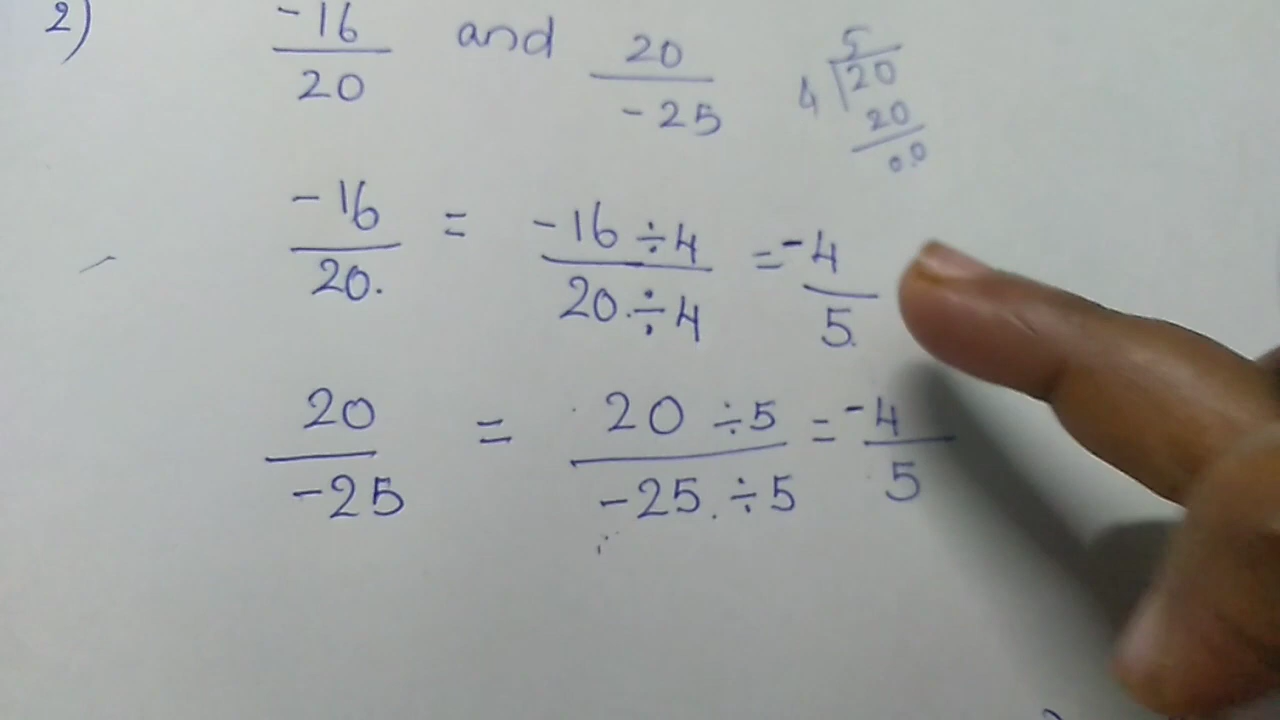 2) -16/20 and 20/-25
5
4 20
20
00
-16/20. = -16 ÷ 4/20. ÷ 4 = -4/5.
20/-25 = 20 ÷ 5/-25. ÷ 5 = -4/5